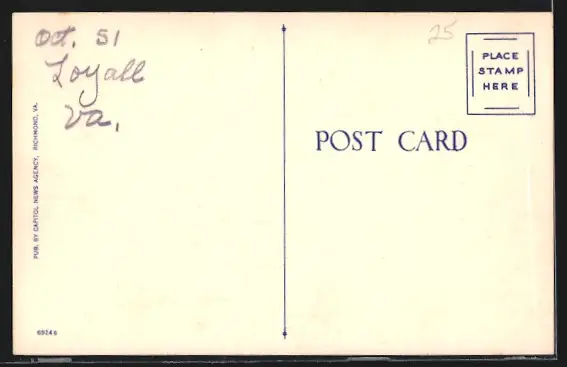 Oct. 51
Loyall
Va.
25
PLACE
STAMP
HERE
POST CARD
PUB. BY CAPITOL NEWS AGENCY, RICHMOND, VA.
69246